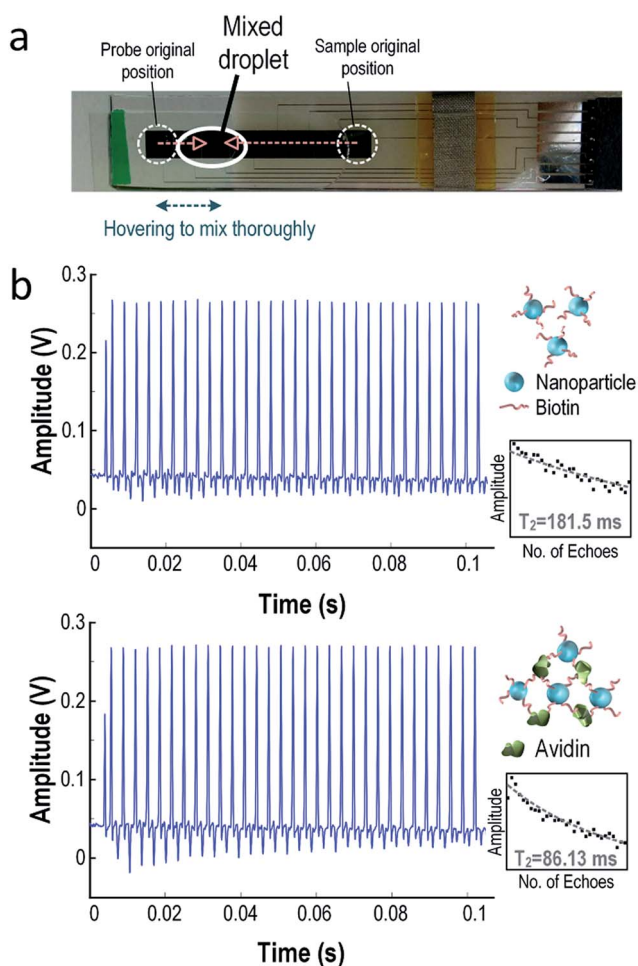 a
Mixed
droplet
Probe original
position
Sample original
position
Hovering to mix thoroughly
b
0.3
0.2
0.1
0
Amplitude (V)
0
0.02
0.04
0.06
0.08
0.1
Time (s)
Nanoparticle
Biotin
Amplitude
T₂=181.5 ms
No. of Echoes
0.3
0.2
0.1
0
Amplitude (V)
0
0.02
0.04
0.06
0.08
0.1
Time (s)
Avidin
Amplitude
T₂=86.13 ms
No. of Echoes